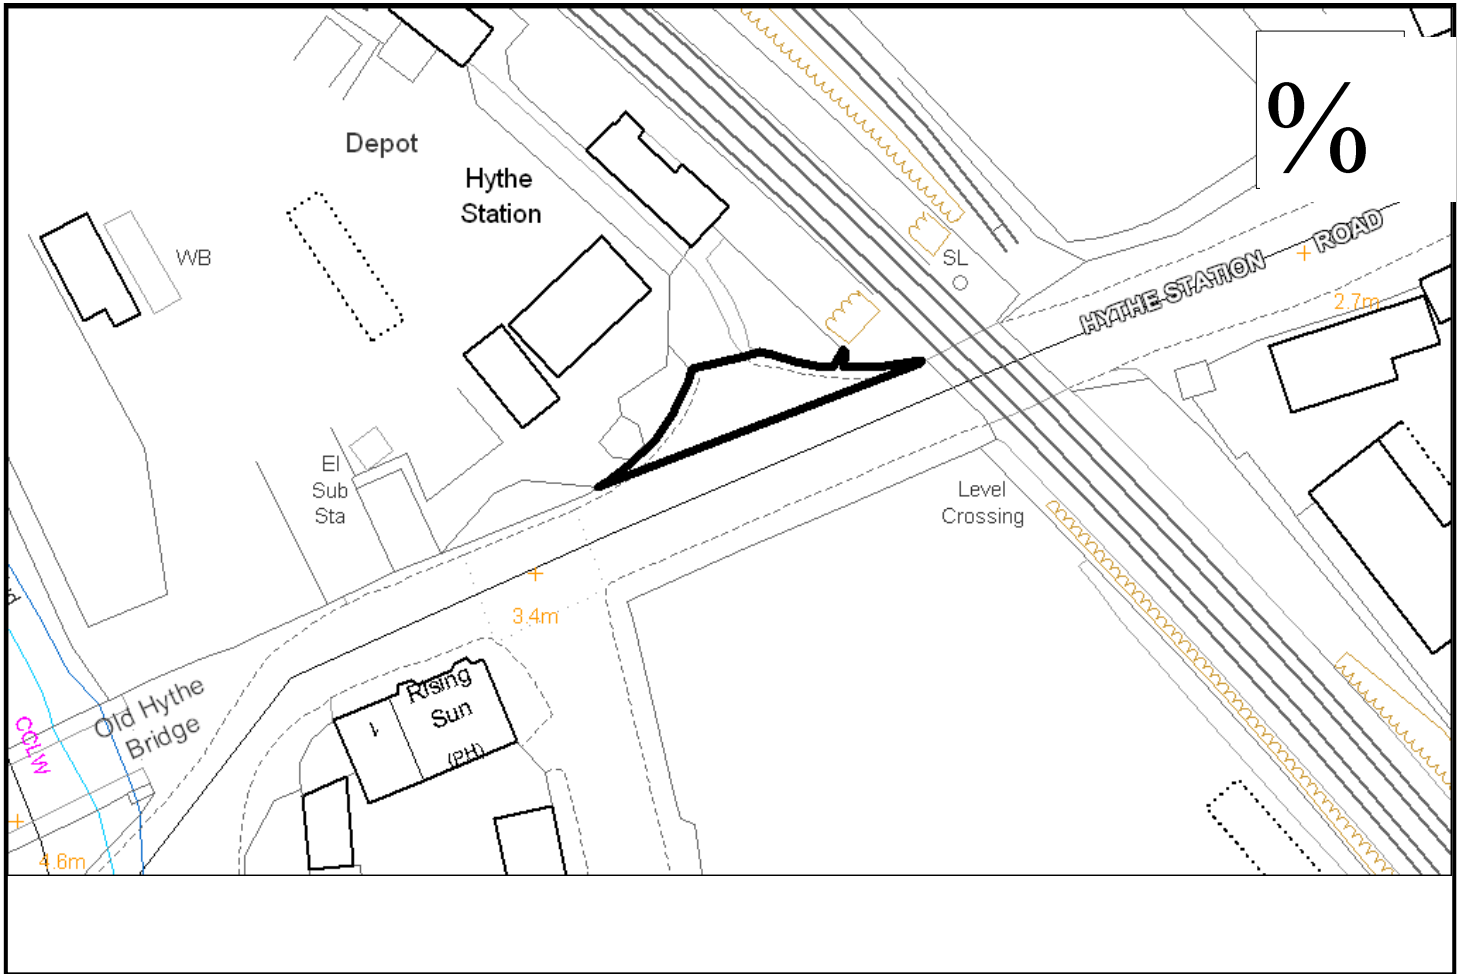 %
Depot
Hythe
Station
WB
SL
HYTHE STATION ROAD
2.7m
El
Sub
Sta
Level
Crossing
3.4m
Old Hythe
Bridge
Rising
Sun
(PH)
1
CCLW
4.6m